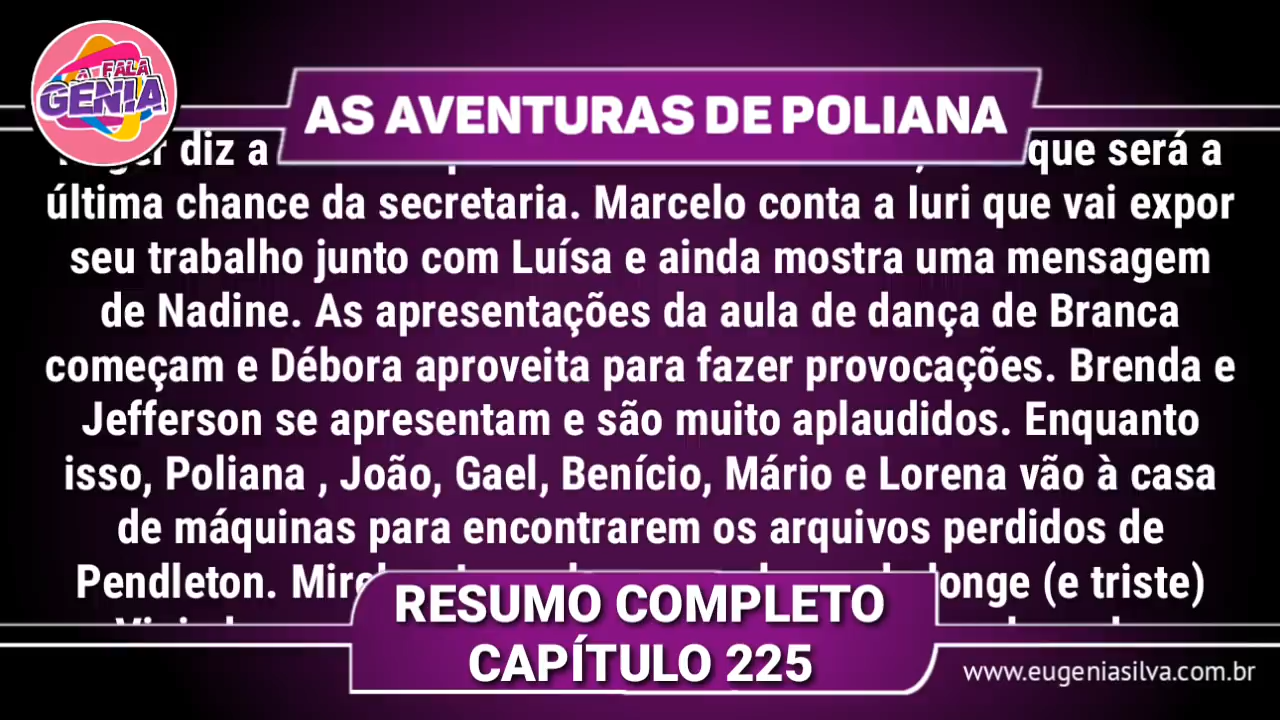 A FALA
GENIA
AS AVENTURAS DE POLIANA
diz a que será a
última chance da secretaria. Marcelo conta a Iuri que vai expor
seu trabalho junto com Luísa e ainda mostra uma mensagem
de Nadine. As apresentações da aula de dança de Branca
começam e Débora aproveita para fazer provocações. Brenda e
Jefferson se apresentam e são muito aplaudidos. Enquanto
isso, Poliana , João, Gael, Benício, Mário e Lorena vão à casa
de máquinas para encontrarem os arquivos perdidos de
Pendleton. longe (e triste)
RESUMO COMPLETO
CAPÍTULO 225
www.eugeniasilva.com.br